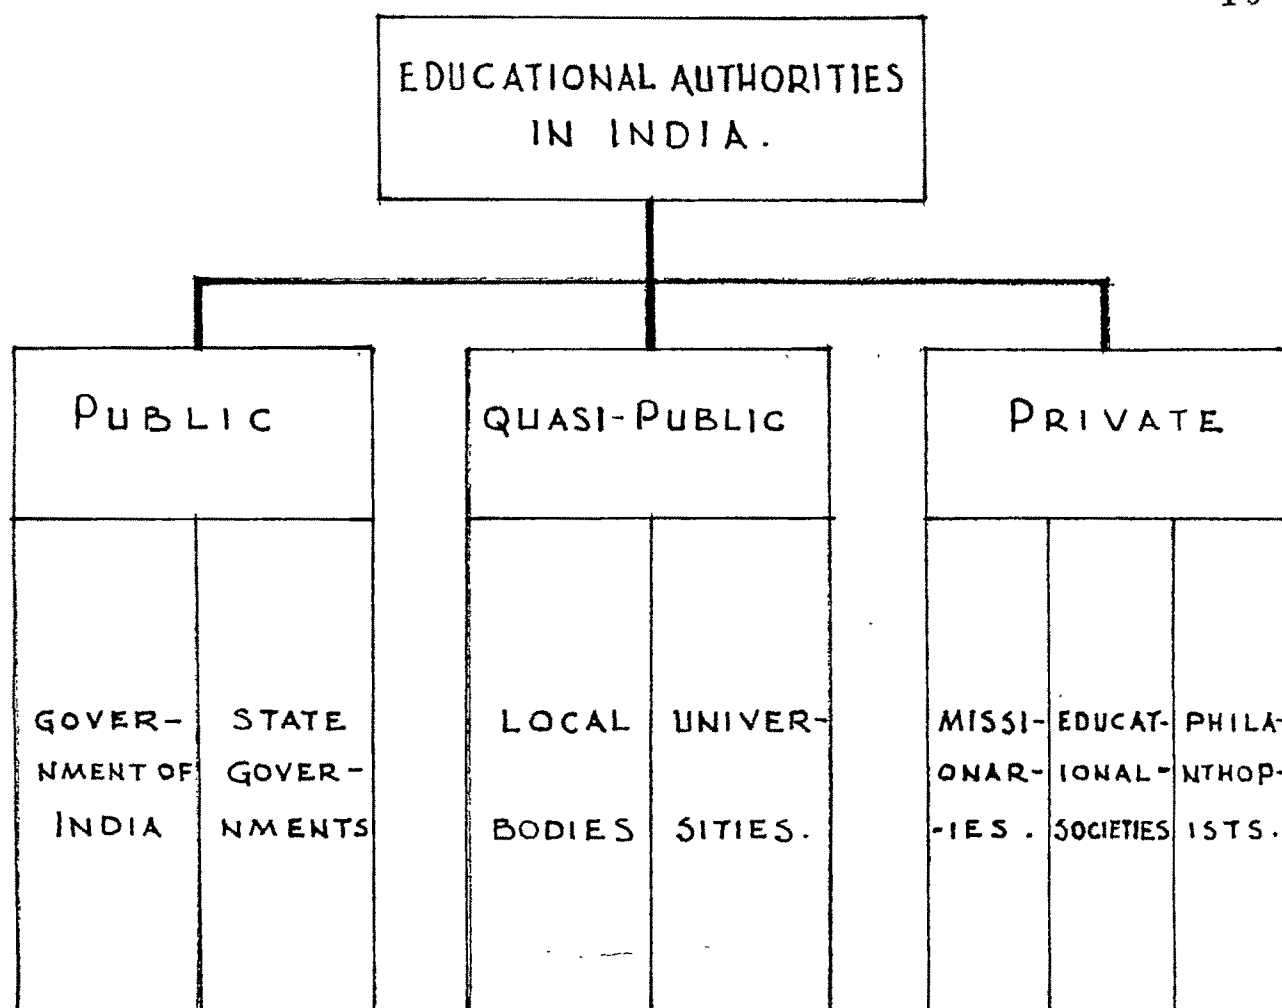 EDUCATIONAL AUTHORITIES
IN INDIA.
PUBLIC
QUASI-PUBLIC
PRIVATE
GOVER-
NMENT OF
INDIA
STATE
GOVER-
NMENTS
LOCAL
BODIES
UNIVER-
SITIES.
MISSI-
ONAR-
-IES.
EDUCAT-
IONAL-
SOCIETIES
PHILA-
NTHOP-
ISTS.